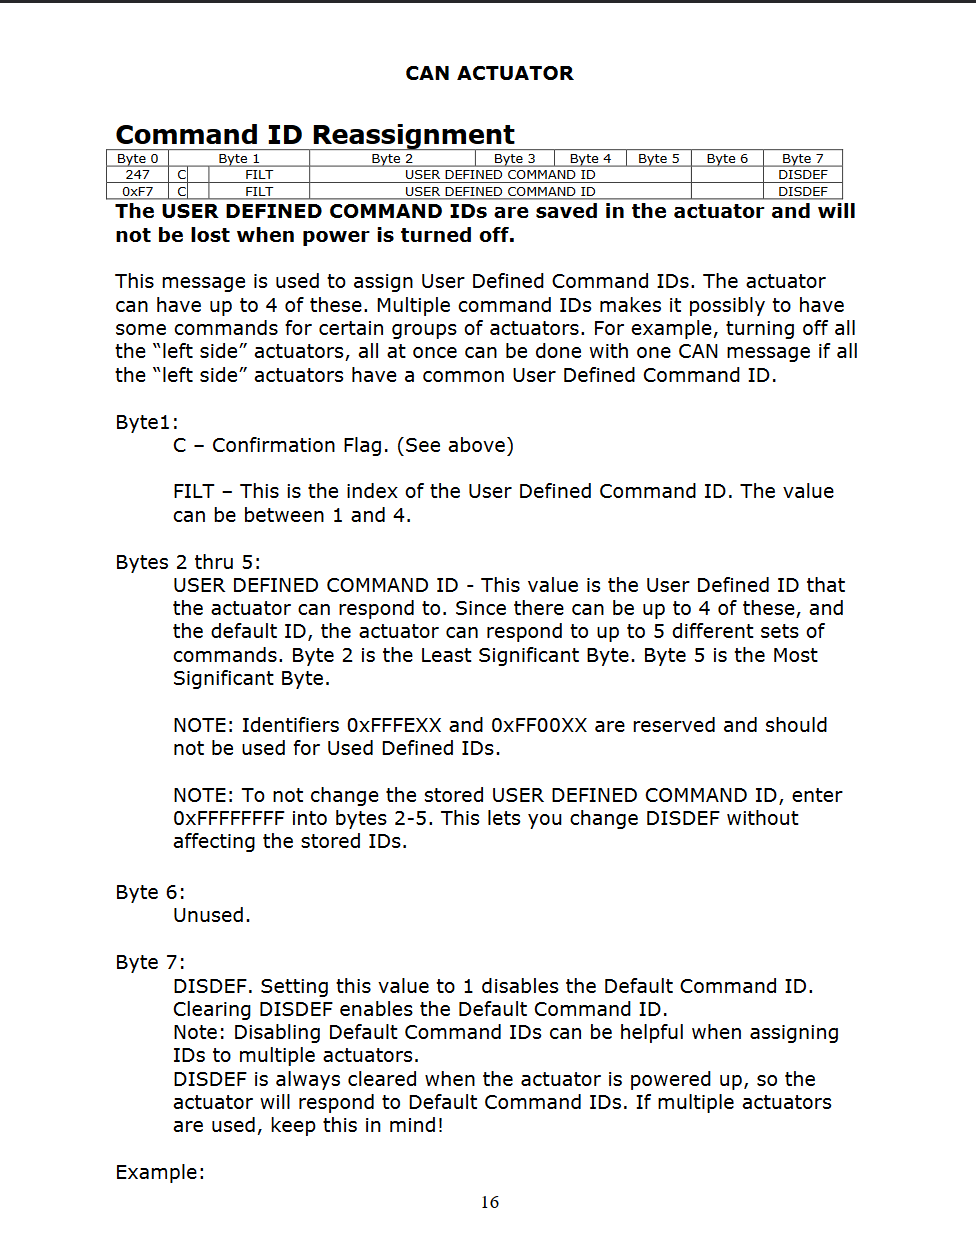 CAN ACTUATOR
Command ID Reassignment
Byte 0 Byte 1 Byte 2 Byte 3 Byte 4 Byte 5 Byte 6 Byte 7
247 C FILT USER DEFINED COMMAND ID DISDEF
0xF7 C FILT USER DEFINED COMMAND ID DISDEF
The USER DEFINED COMMAND IDs are saved in the actuator and will
not be lost when power is turned off.
This message is used to assign User Defined Command IDs. The actuator
can have up to 4 of these. Multiple command IDs makes it possibly to have
some commands for certain groups of actuators. For example, turning off all
the “left side” actuators, all at once can be done with one CAN message if all
the “left side” actuators have a common User Defined Command ID.
Byte1:
C – Confirmation Flag. (See above)
FILT – This is the index of the User Defined Command ID. The value
can be between 1 and 4.
Bytes 2 thru 5:
USER DEFINED COMMAND ID - This value is the User Defined ID that
the actuator can respond to. Since there can be up to 4 of these, and
the default ID, the actuator can respond to up to 5 different sets of
commands. Byte 2 is the Least Significant Byte. Byte 5 is the Most
Significant Byte.
NOTE: Identifiers 0xFFFEXX and 0xFF00XX are reserved and should
not be used for Used Defined IDs.
NOTE: To not change the stored USER DEFINED COMMAND ID, enter
0xFFFFFFFF into bytes 2-5. This lets you change DISDEF without
affecting the stored IDs.
Byte 6:
Unused.
Byte 7:
DISDEF. Setting this value to 1 disables the Default Command ID.
Clearing DISDEF enables the Default Command ID.
Note: Disabling Default Command IDs can be helpful when assigning
IDs to multiple actuators.
DISDEF is always cleared when the actuator is powered up, so the
actuator will respond to Default Command IDs. If multiple actuators
are used, keep this in mind!
Example:
16